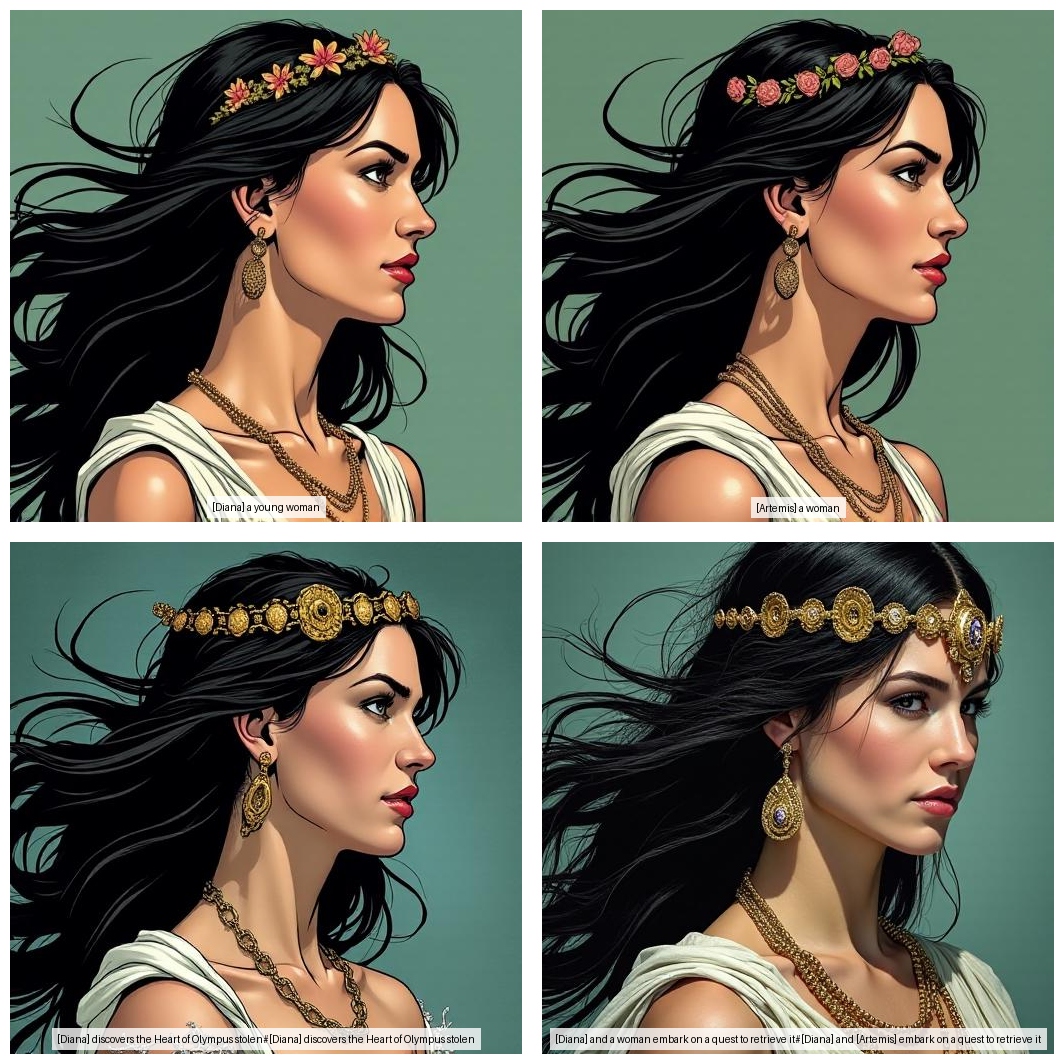 [Diana] a young woman
[Artemis] a woman
[Diana] discovers the Heart of Olympus stolen#[Diana] discovers the Heart of Olympus stolen
[Diana] and a woman embark on a quest to retrieve it#[Diana] and [Artemis] embark on a quest to retrieve it